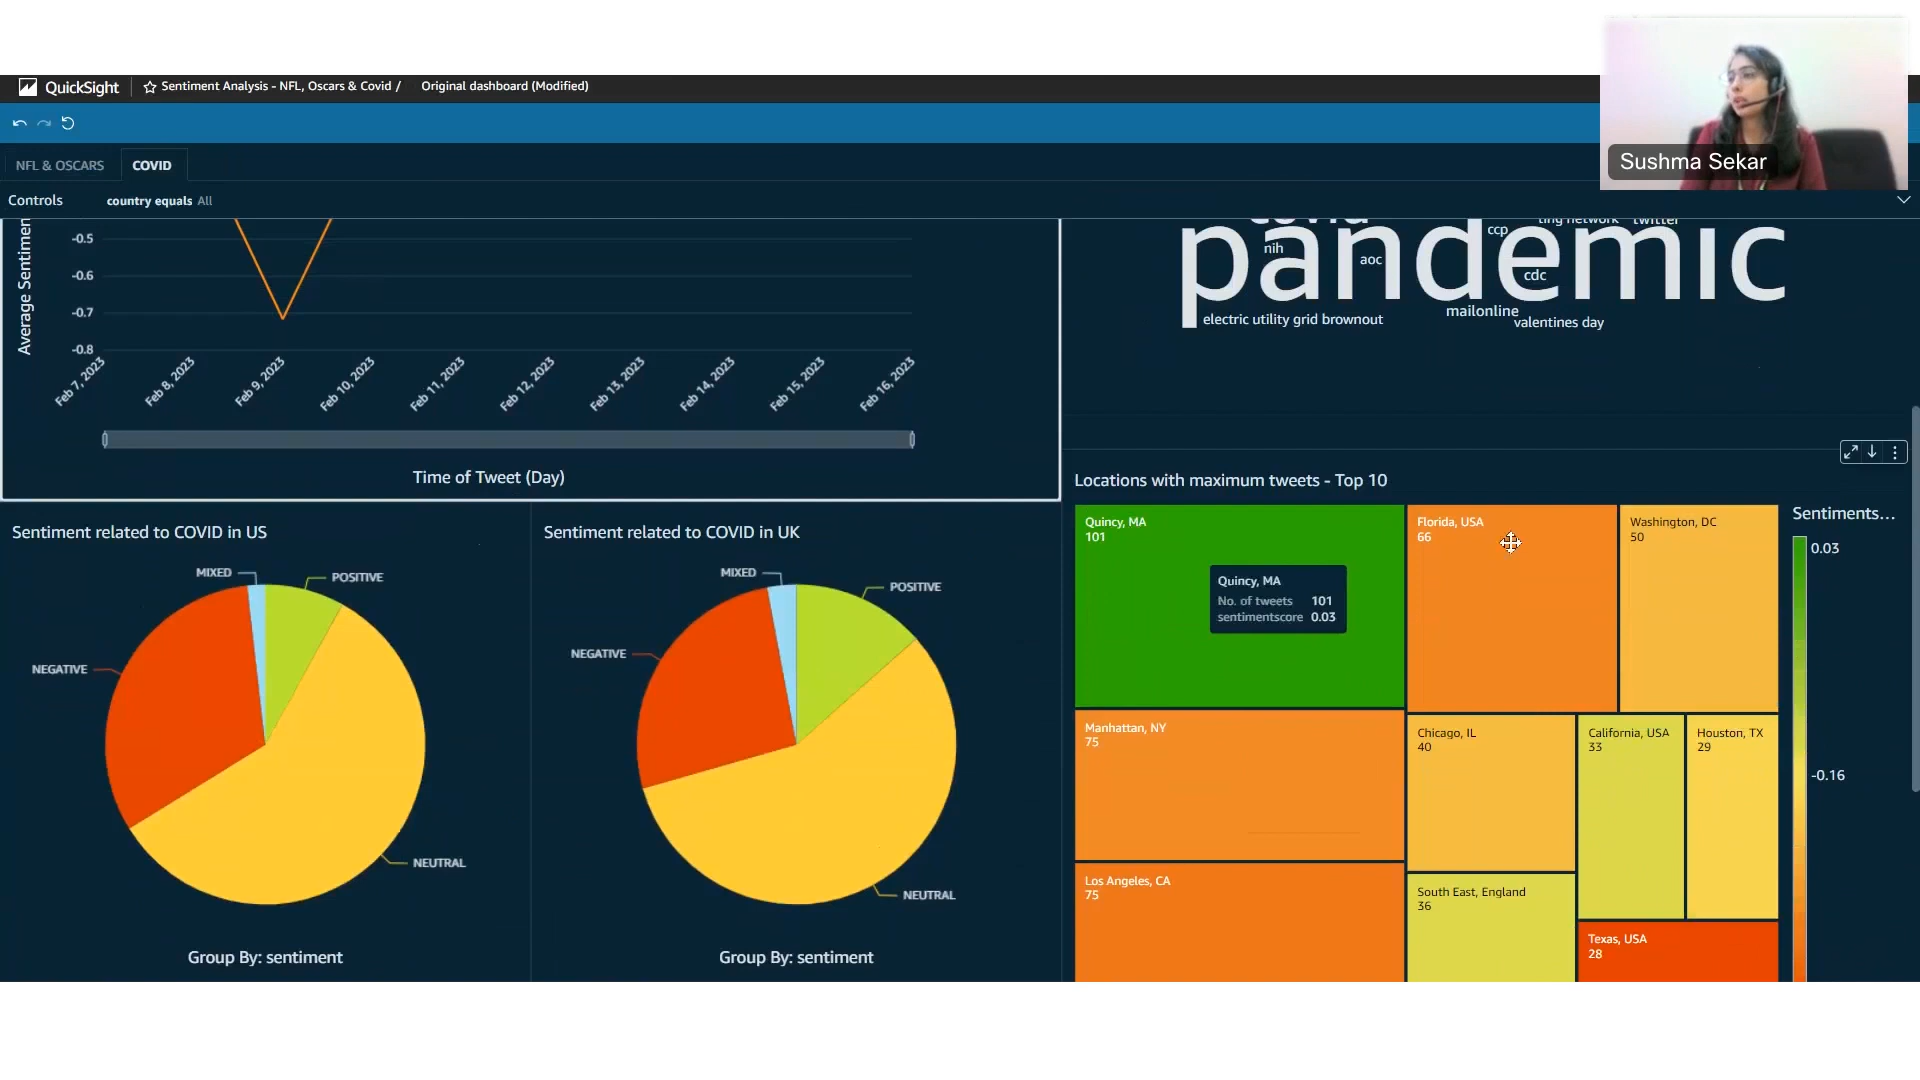 QuickSight
Sentiment Analysis - NFL, Oscars & Covid /
Original dashboard (Modified)
Sushma Sekar
NFL & OSCARS
COVID
Controls
country equals All
Average Sentimen
-0.5
-0.6
-0.7
-0.8
Feb 7, 2023
Feb 8, 2023
Feb 9, 2023
Feb 10, 2023
Feb 11, 2023
Feb 12, 2023
Feb 13, 2023
Feb 14, 2023
Feb 15, 2023
Feb 16, 2023
Time of Tweet (Day)
covid
ting network
twitter
pandemic
nih
ccp
aoc
cdc
electric utility grid brownout
mailonline
valentines day
Sentiment related to COVID in US
MIXED
POSITIVE
NEGATIVE
NEUTRAL
Group By: sentiment
Sentiment related to COVID in UK
MIXED
POSITIVE
NEGATIVE
NEUTRAL
Group By: sentiment
Locations with maximum tweets - Top 10
Quincy, MA
101
Quincy, MA
No. of tweets 101
sentimentscore 0.03
Florida, USA
66
Washington, DC
50
Manhattan, NY
75
Chicago, IL
40
California, USA
33
Houston, TX
29
Los Angeles, CA
75
South East, England
36
Texas, USA
28
Sentiments...
0.03
-0.16